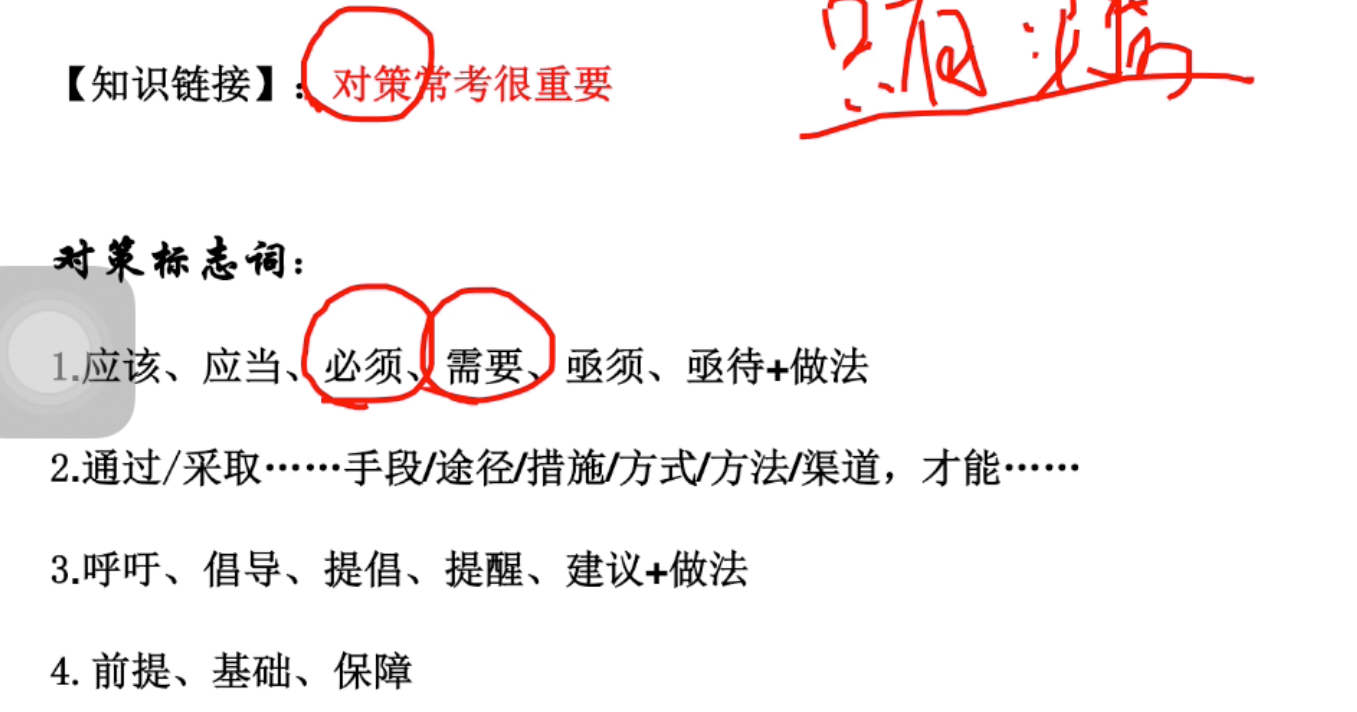 【知识链接】：对策常考很重要
对策标志词：
1.应该、应当、必须、需要、亟须、亟待+做法
2.通过/采取……手段/途径/措施/方式/方法/渠道，才能……
3.呼吁、倡导、提倡、提醒、建议+做法
4. 前提、基础、保障